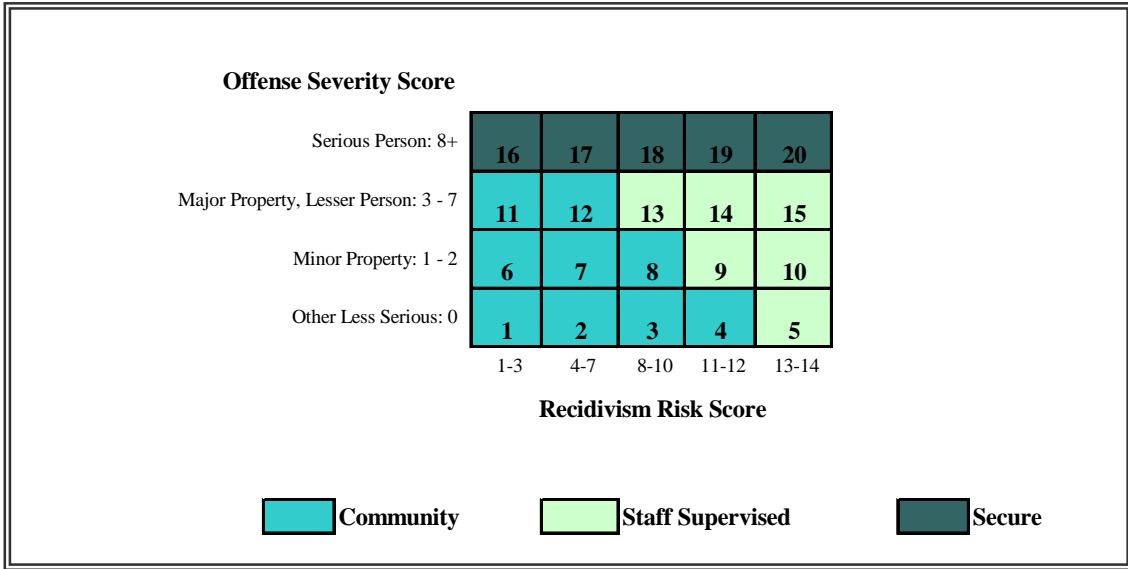 Offense Severity Score
Serious Person: 8+
16 17 18 19 20
Major Property, Lesser Person: 3 - 7
11 12 13 14 15
Minor Property: 1 - 2
6 7 8 9 10
Other Less Serious: 0
1 2 3 4 5
1-3 4-7 8-10 11-12 13-14
Recidivism Risk Score
Community Staff Supervised Secure